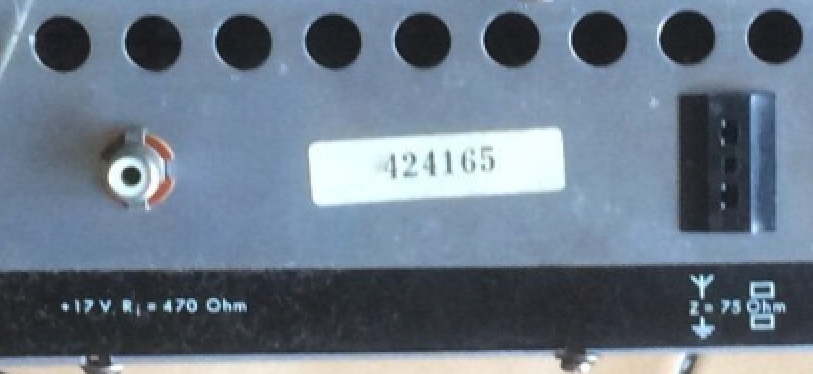 424165
+17 V, Rᵢ = 470 Ohm
Z = 75 Ohm